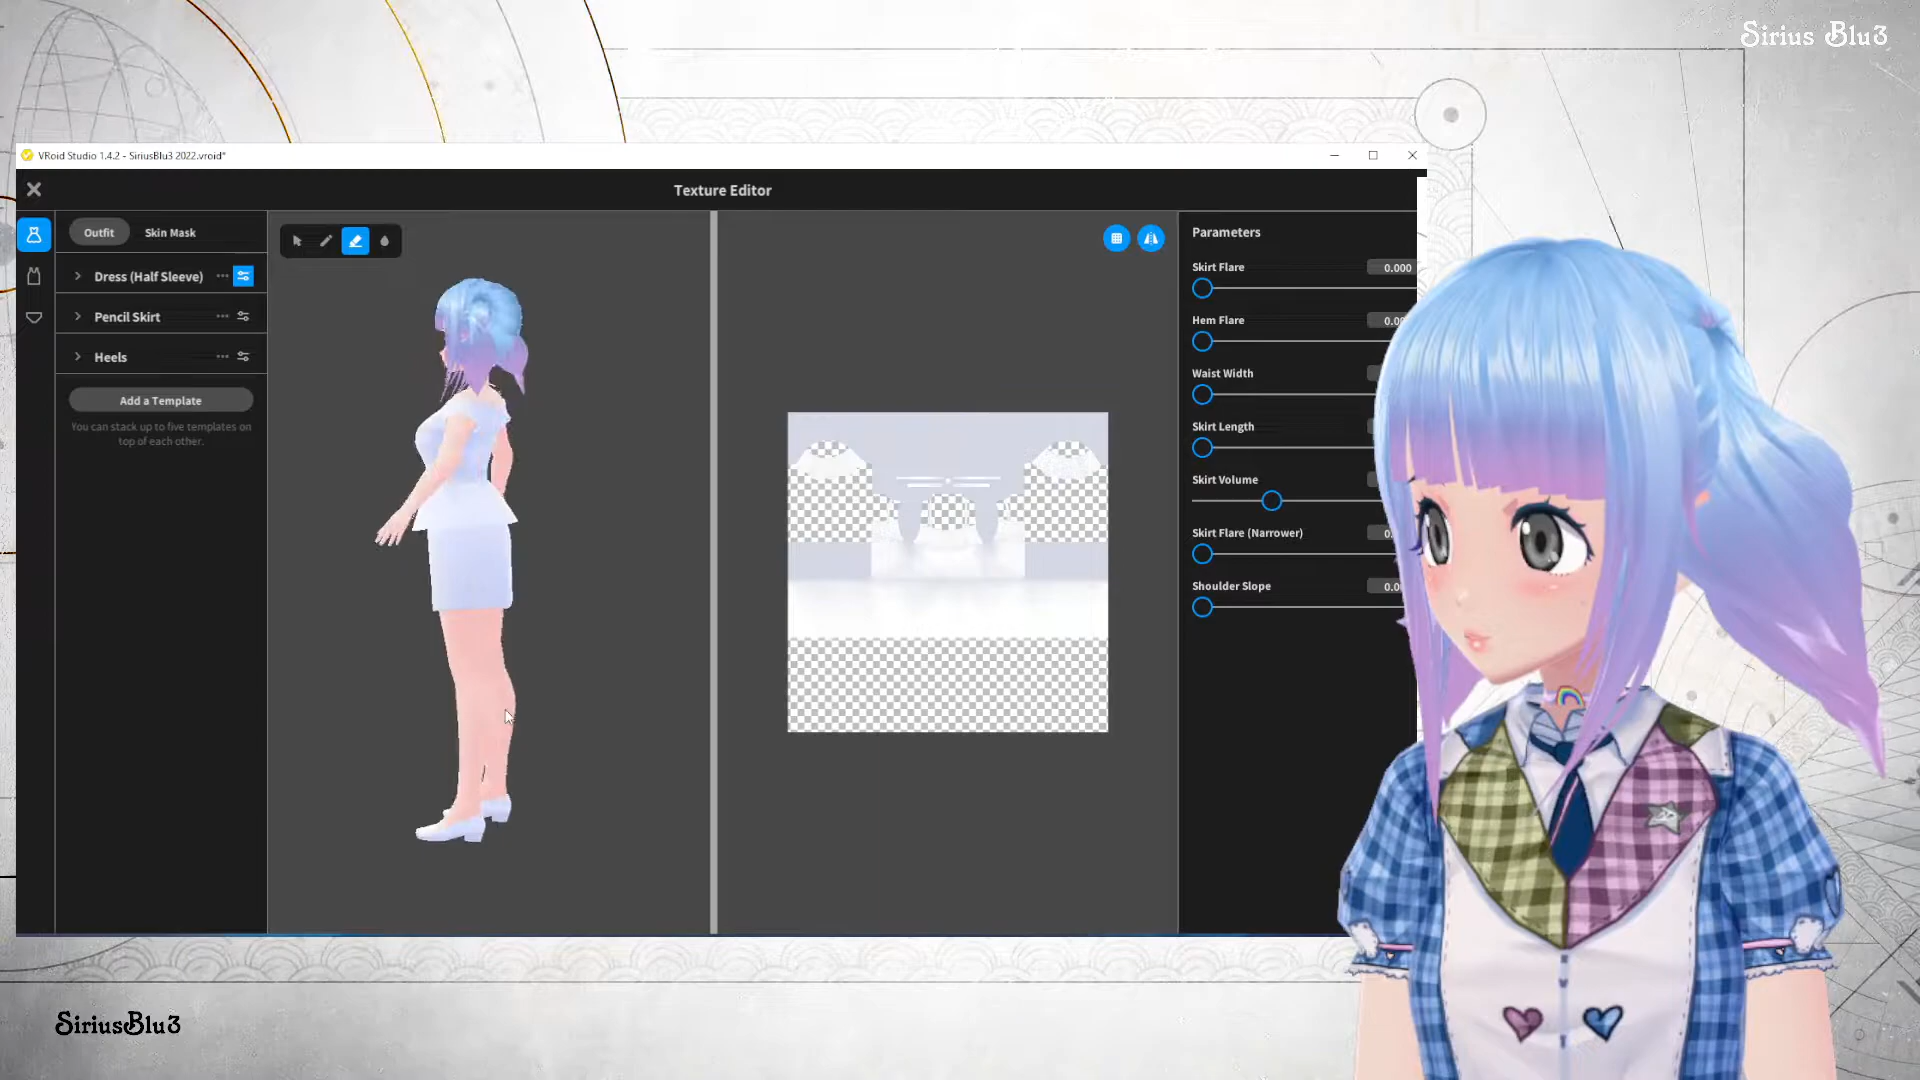 Sirius Blu3
VRoid Studio 1.4.2 - SiriusBlu3 2022.vroid*
Texture Editor
Outfit Skin Mask
Dress (Half Sleeve)
Pencil Skirt
Heels
Add a Template
You can stack up to five templates on
top of each other.
Parameters
Skirt Flare 0.000
Hem Flare
Waist Width
Skirt Length
Skirt Volume
Skirt Flare (Narrower)
Shoulder Slope
SiriusBlu3